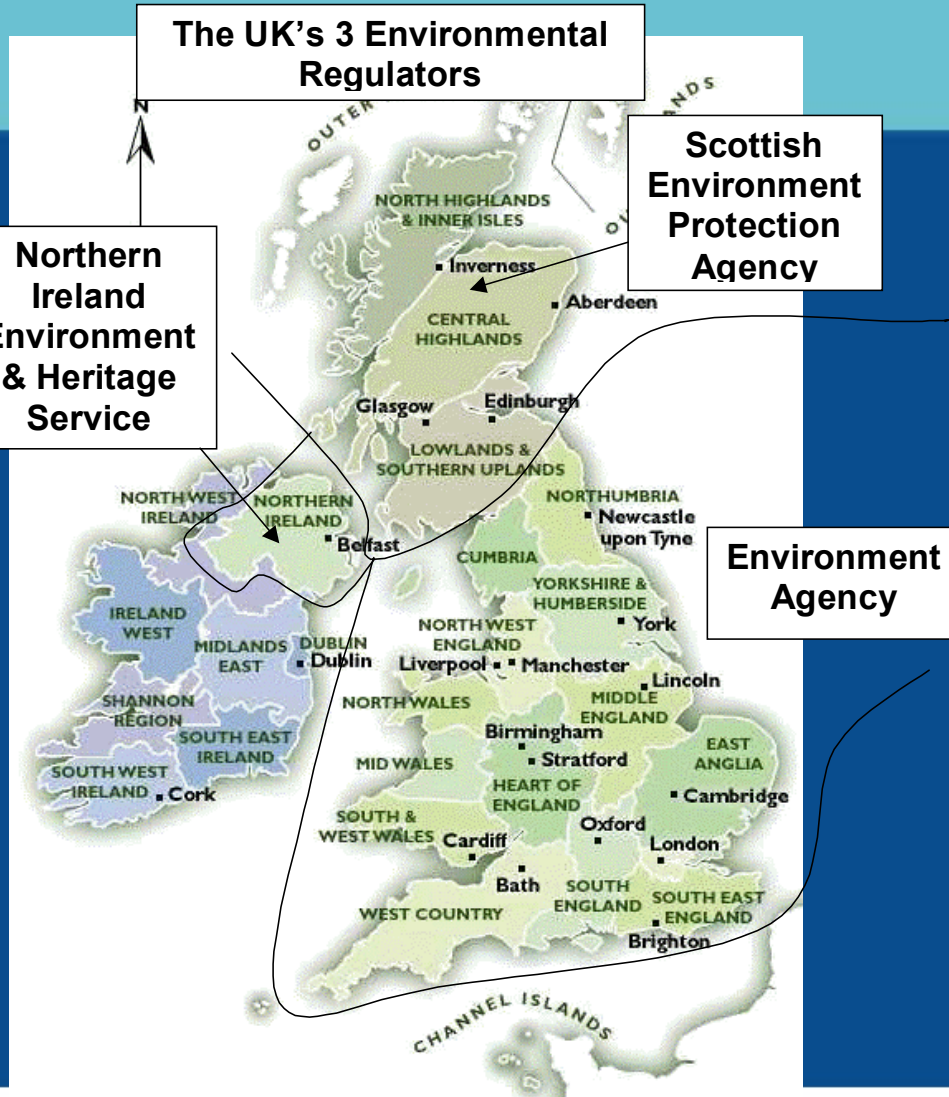 The UK's 3 Environmental
Regulators
N
OUTER
ANDS
Scottish
Environment
Protection
Agency
NORTH HIGHLANDS
& INNER ISLES
OU
Inverness
Northern
Ireland
Environment
& Heritage
Service
Aberdeen
CENTRAL
HIGHLANDS
Glasgow
Edinburgh
LOWLANDS &
SOUTHERN UPLANDS
NORTH WEST
IRELAND
NORTHERN
IRELAND
Belfast
NORTHUMBRIA
Newcastle
upon Tyne
CUMBRIA
Environment
Agency
YORKSHIRE &
HUMBERSIDE
York
IRELAND
WEST
MIDLANDS
EAST
DUBLIN
Dublin
NORTH WEST
ENGLAND
Liverpool
Manchester
Lincoln
SHANNON
REGION
NORTH WALES
MIDDLE
ENGLAND
SOUTH EAST
IRELAND
Birmingham
Stratford
EAST
ANGLIA
MID WALES
SOUTH WEST
IRELAND
Cork
HEART OF
ENGLAND
Cambridge
SOUTH &
WEST WALES
Cardiff
Oxford
London
Bath
SOUTH
ENGLAND
SOUTH EAST
ENGLAND
WEST COUNTRY
Brighton
CHANNEL ISLANDS